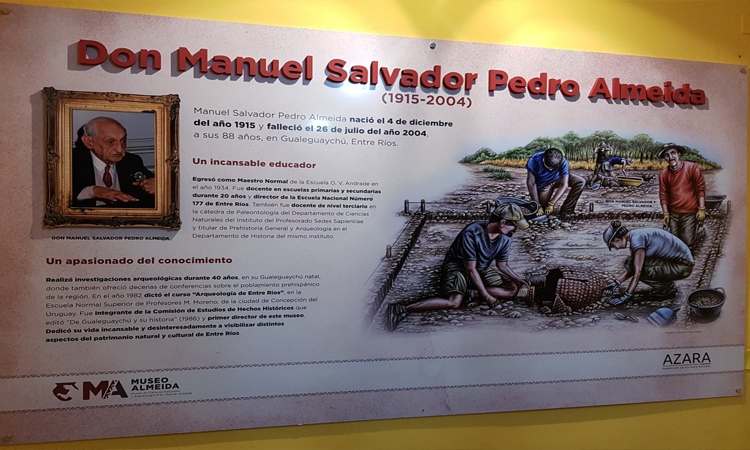 Don Manuel Salvador Pedro Almeida
(1915-2004)
Manuel Salvador Pedro Almeida nació el 4 de diciembre
del año 1915 y falleció el 26 de julio del año 2004,
a sus 88 años, en Gualeguaychú, Entre Ríos.
DON MANUEL SALVADOR PEDRO ALMEIDA
Un incansable educador
Egresó como Maestro Normal de la Escuela O. V. Andrade en
el año 1934. Fue docente en escuelas primarias y secundarias
durante 20 años y director de la Escuela Nacional Número
177 de Entre Ríos. También fue docente de nivel terciario en
la cátedra de Paleontología del Departamento de Ciencias
Naturales del Instituto del Profesorado Sedes Sapientiae
y titular de Prehistoria General y Arqueología en el
Departamento de Historia del mismo instituto.
Un apasionado del conocimiento
Realizó investigaciones arqueológicas durante 40 años, en su Gualeguaychú natal,
donde también ofreció decenas de conferencias sobre el poblamiento prehispánico
de la región. En el año 1982 dictó el curso "Arqueología de Entre Ríos", en la
Escuela Normal Superior de Profesores M. Moreno, de la ciudad de Concepción del
Uruguay. Fue integrante de la Comisión de Estudios de Hechos Históricos que
editó "De Gualeguaychú y su historia" (1986) y primer director de este museo.
Dedicó su vida incansable y desinteresadamente a visibilizar distintos
aspectos del patrimonio natural y cultural de Entre Ríos.
DON MANUEL SALVADOR
PEDRO ALMEIDA
MA MUSEO
ALMEIDA
AZARA